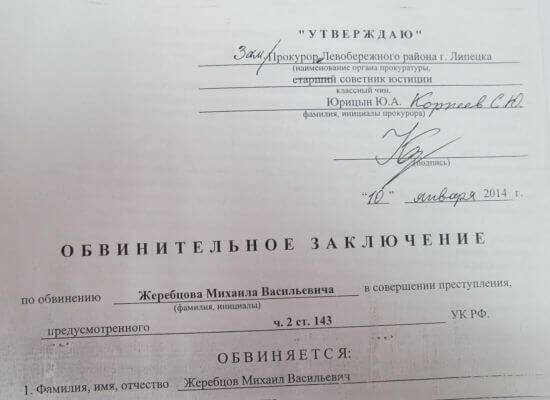 "УТВЕРЖДАЮ"
Зам. Прокурор Левобережного района г. Липецка
(наименование органа прокуратуры,
старший советник юстиции
классный чин,
Юрицын Ю.А. Корнеев С.Ю.
фамилия, инициалы прокурора)
(подпись)
"10" января 2014 г.
ОБВИНИТЕЛЬНОЕ ЗАКЛЮЧЕНИЕ
по обвинению Жеребцова Михаила Васильевича в совершении преступления,
(фамилия, инициалы)
предусмотренного ч. 2 ст. 143 УК РФ.
ОБВИНЯЕТСЯ:
1. Фамилия, имя, отчество Жеребцов Михаил Васильевич